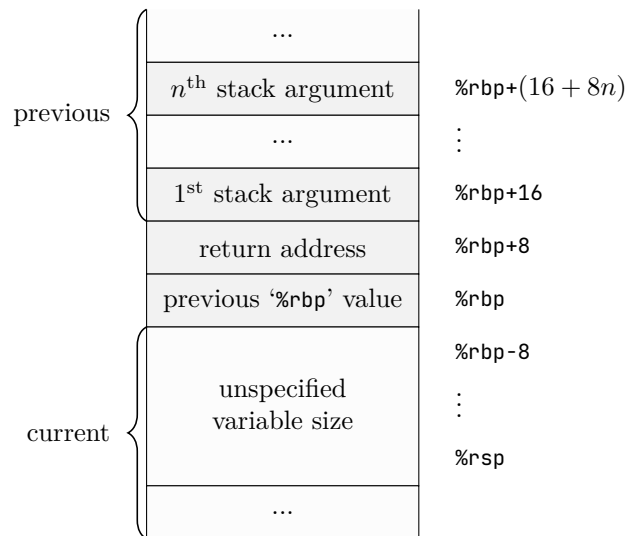 ...
nth stack argument %rbp+(16 + 8n)
previous
... ⋮
1st stack argument %rbp+16
return address %rbp+8
previous ‘%rbp’ value %rbp
%rbp-8
unspecified
variable size ⋮
current
%rsp
...